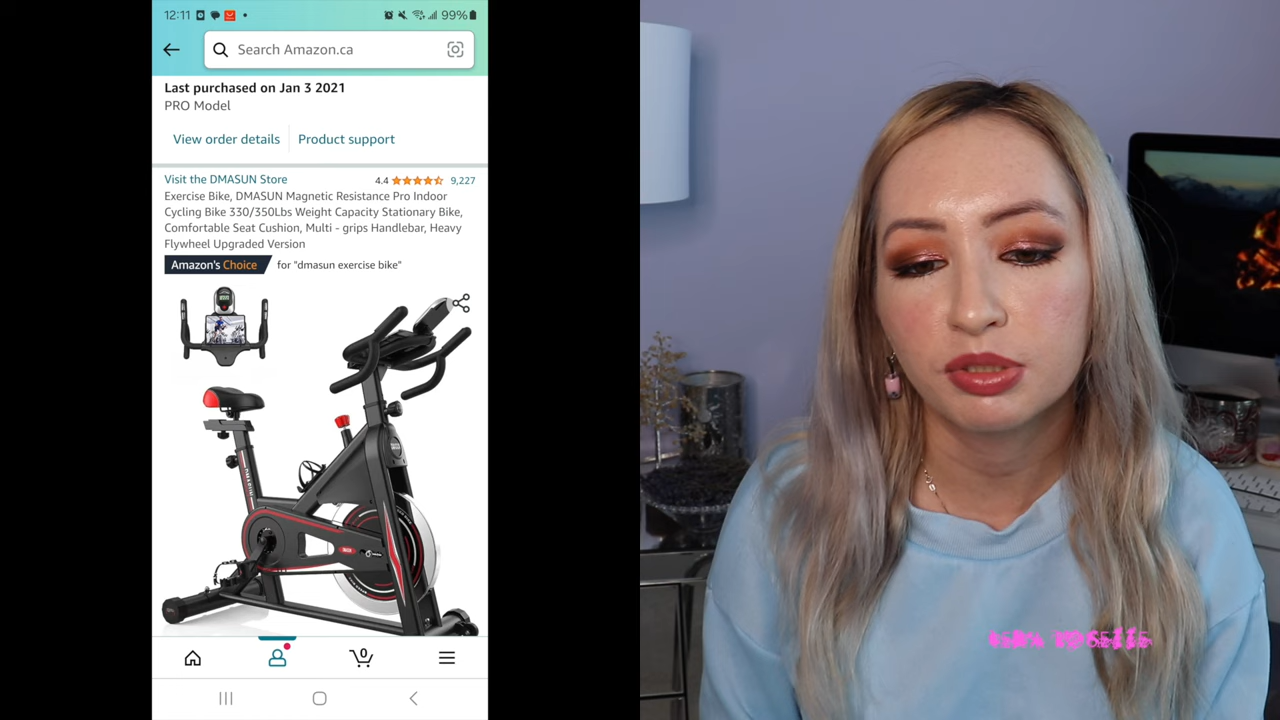 12:11
99%
Search Amazon.ca
Last purchased on Jan 3 2021
PRO Model
View order details
Product support
Visit the DMASUN Store
4.4
9,227
Exercise Bike, DMASUN Magnetic Resistance Pro Indoor
Cycling Bike 330/350Lbs Weight Capacity Stationary Bike,
Comfortable Seat Cushion, Multi - grips Handlebar, Heavy
Flywheel Upgraded Version
Amazon's Choice for "dmasun exercise bike"
0